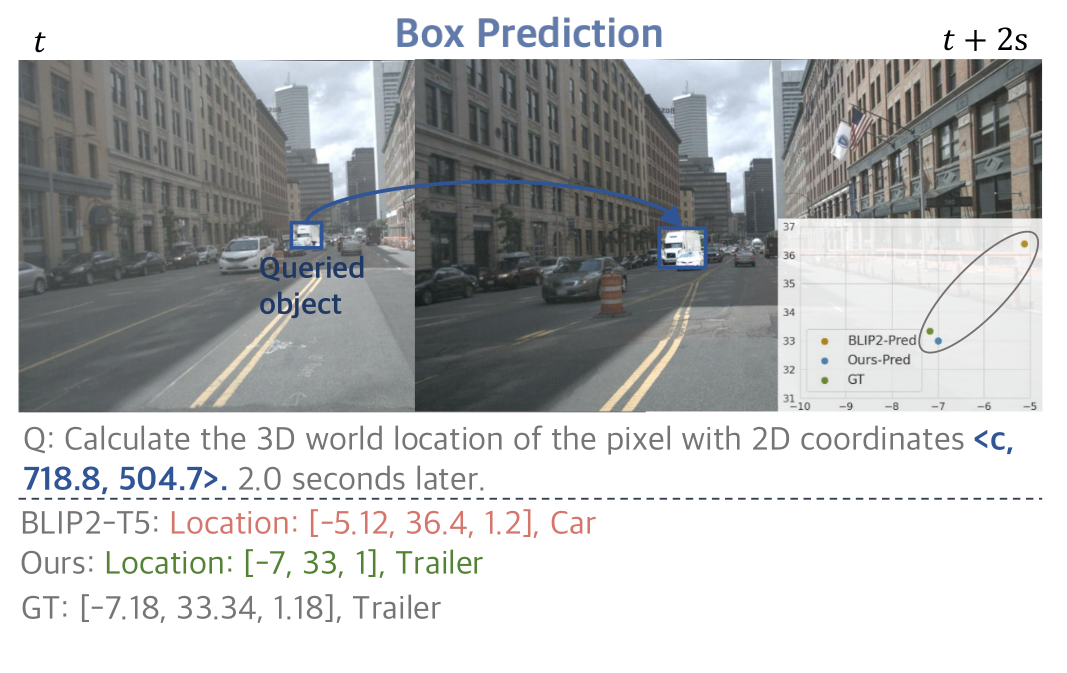 Box Prediction
t
t + 2s
Queried
object
37
36
35
34
33
32
31
BLIP2-Pred
Ours-Pred
GT
−10
−9
−8
−7
−6
−5
Q: Calculate the 3D world location of the pixel with 2D coordinates <c,
718.8, 504.7>. 2.0 seconds later.
BLIP2-T5: Location: [-5.12, 36.4, 1.2], Car
Ours: Location: [-7, 33, 1], Trailer
GT: [-7.18, 33.34, 1.18], Trailer